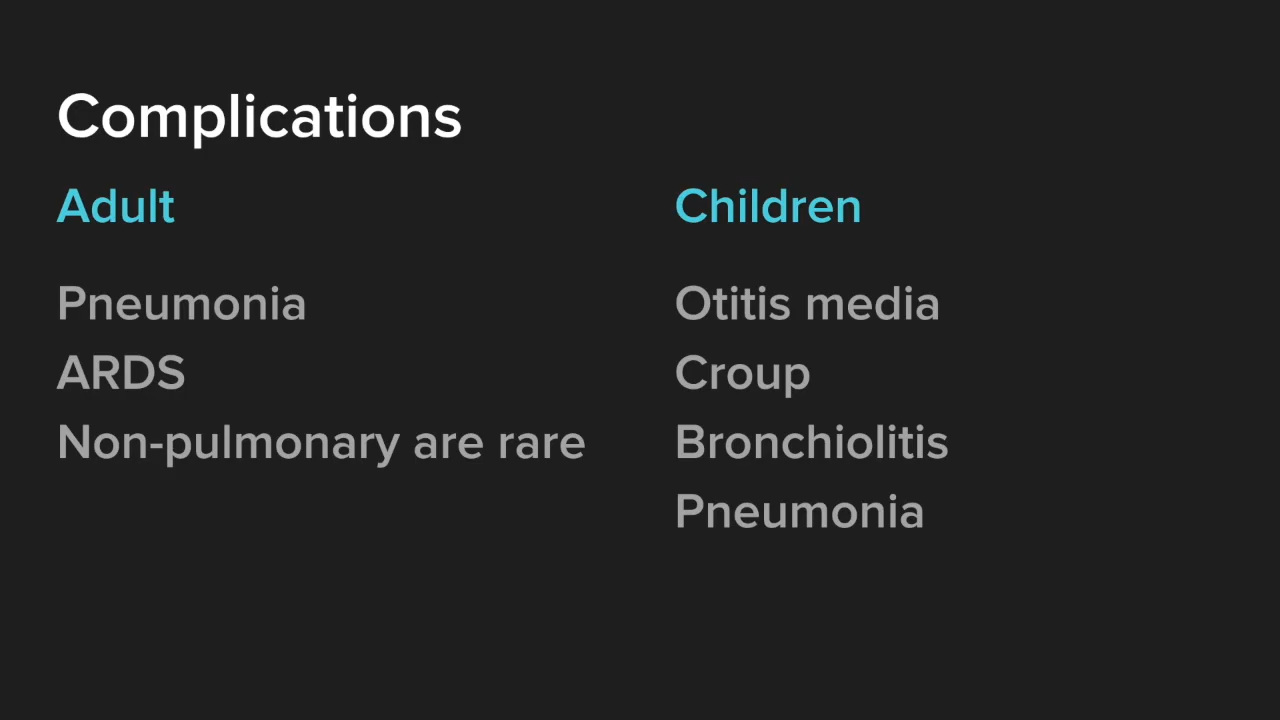 Complications
Adult
Pneumonia
ARDS
Non-pulmonary are rare
Children
Otitis media
Croup
Bronchiolitis
Pneumonia